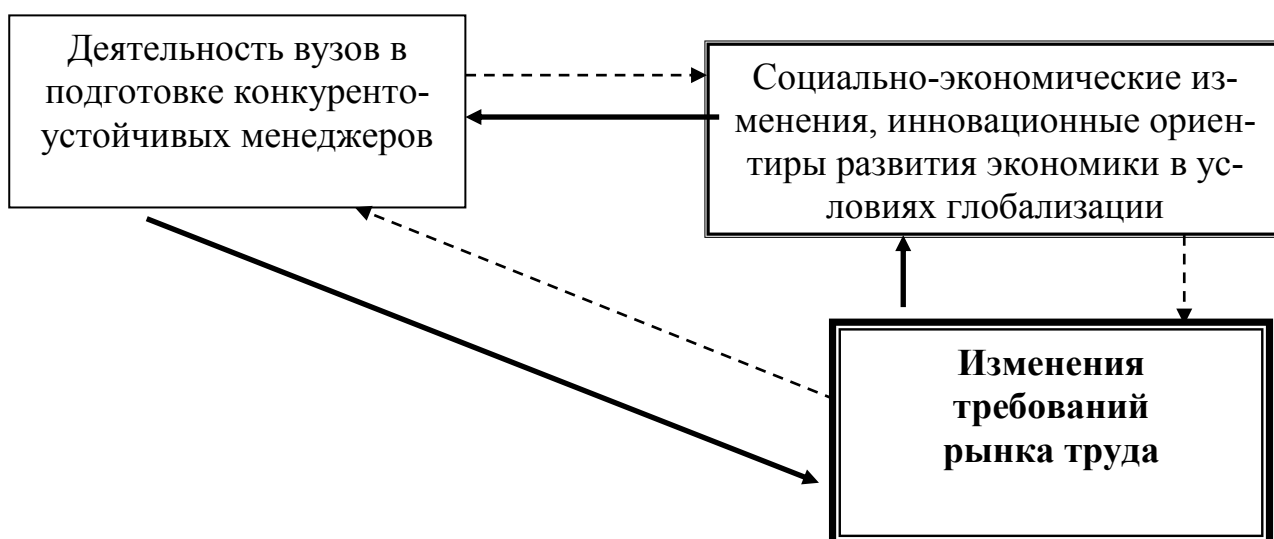 Деятельность вузов в
подготовке конкуренто-
устойчивых менеджеров
Социально-экономические из-
менения, инновационные ориен-
тиры развития экономики в ус-
ловиях глобализации
Изменения
требований
рынка труда